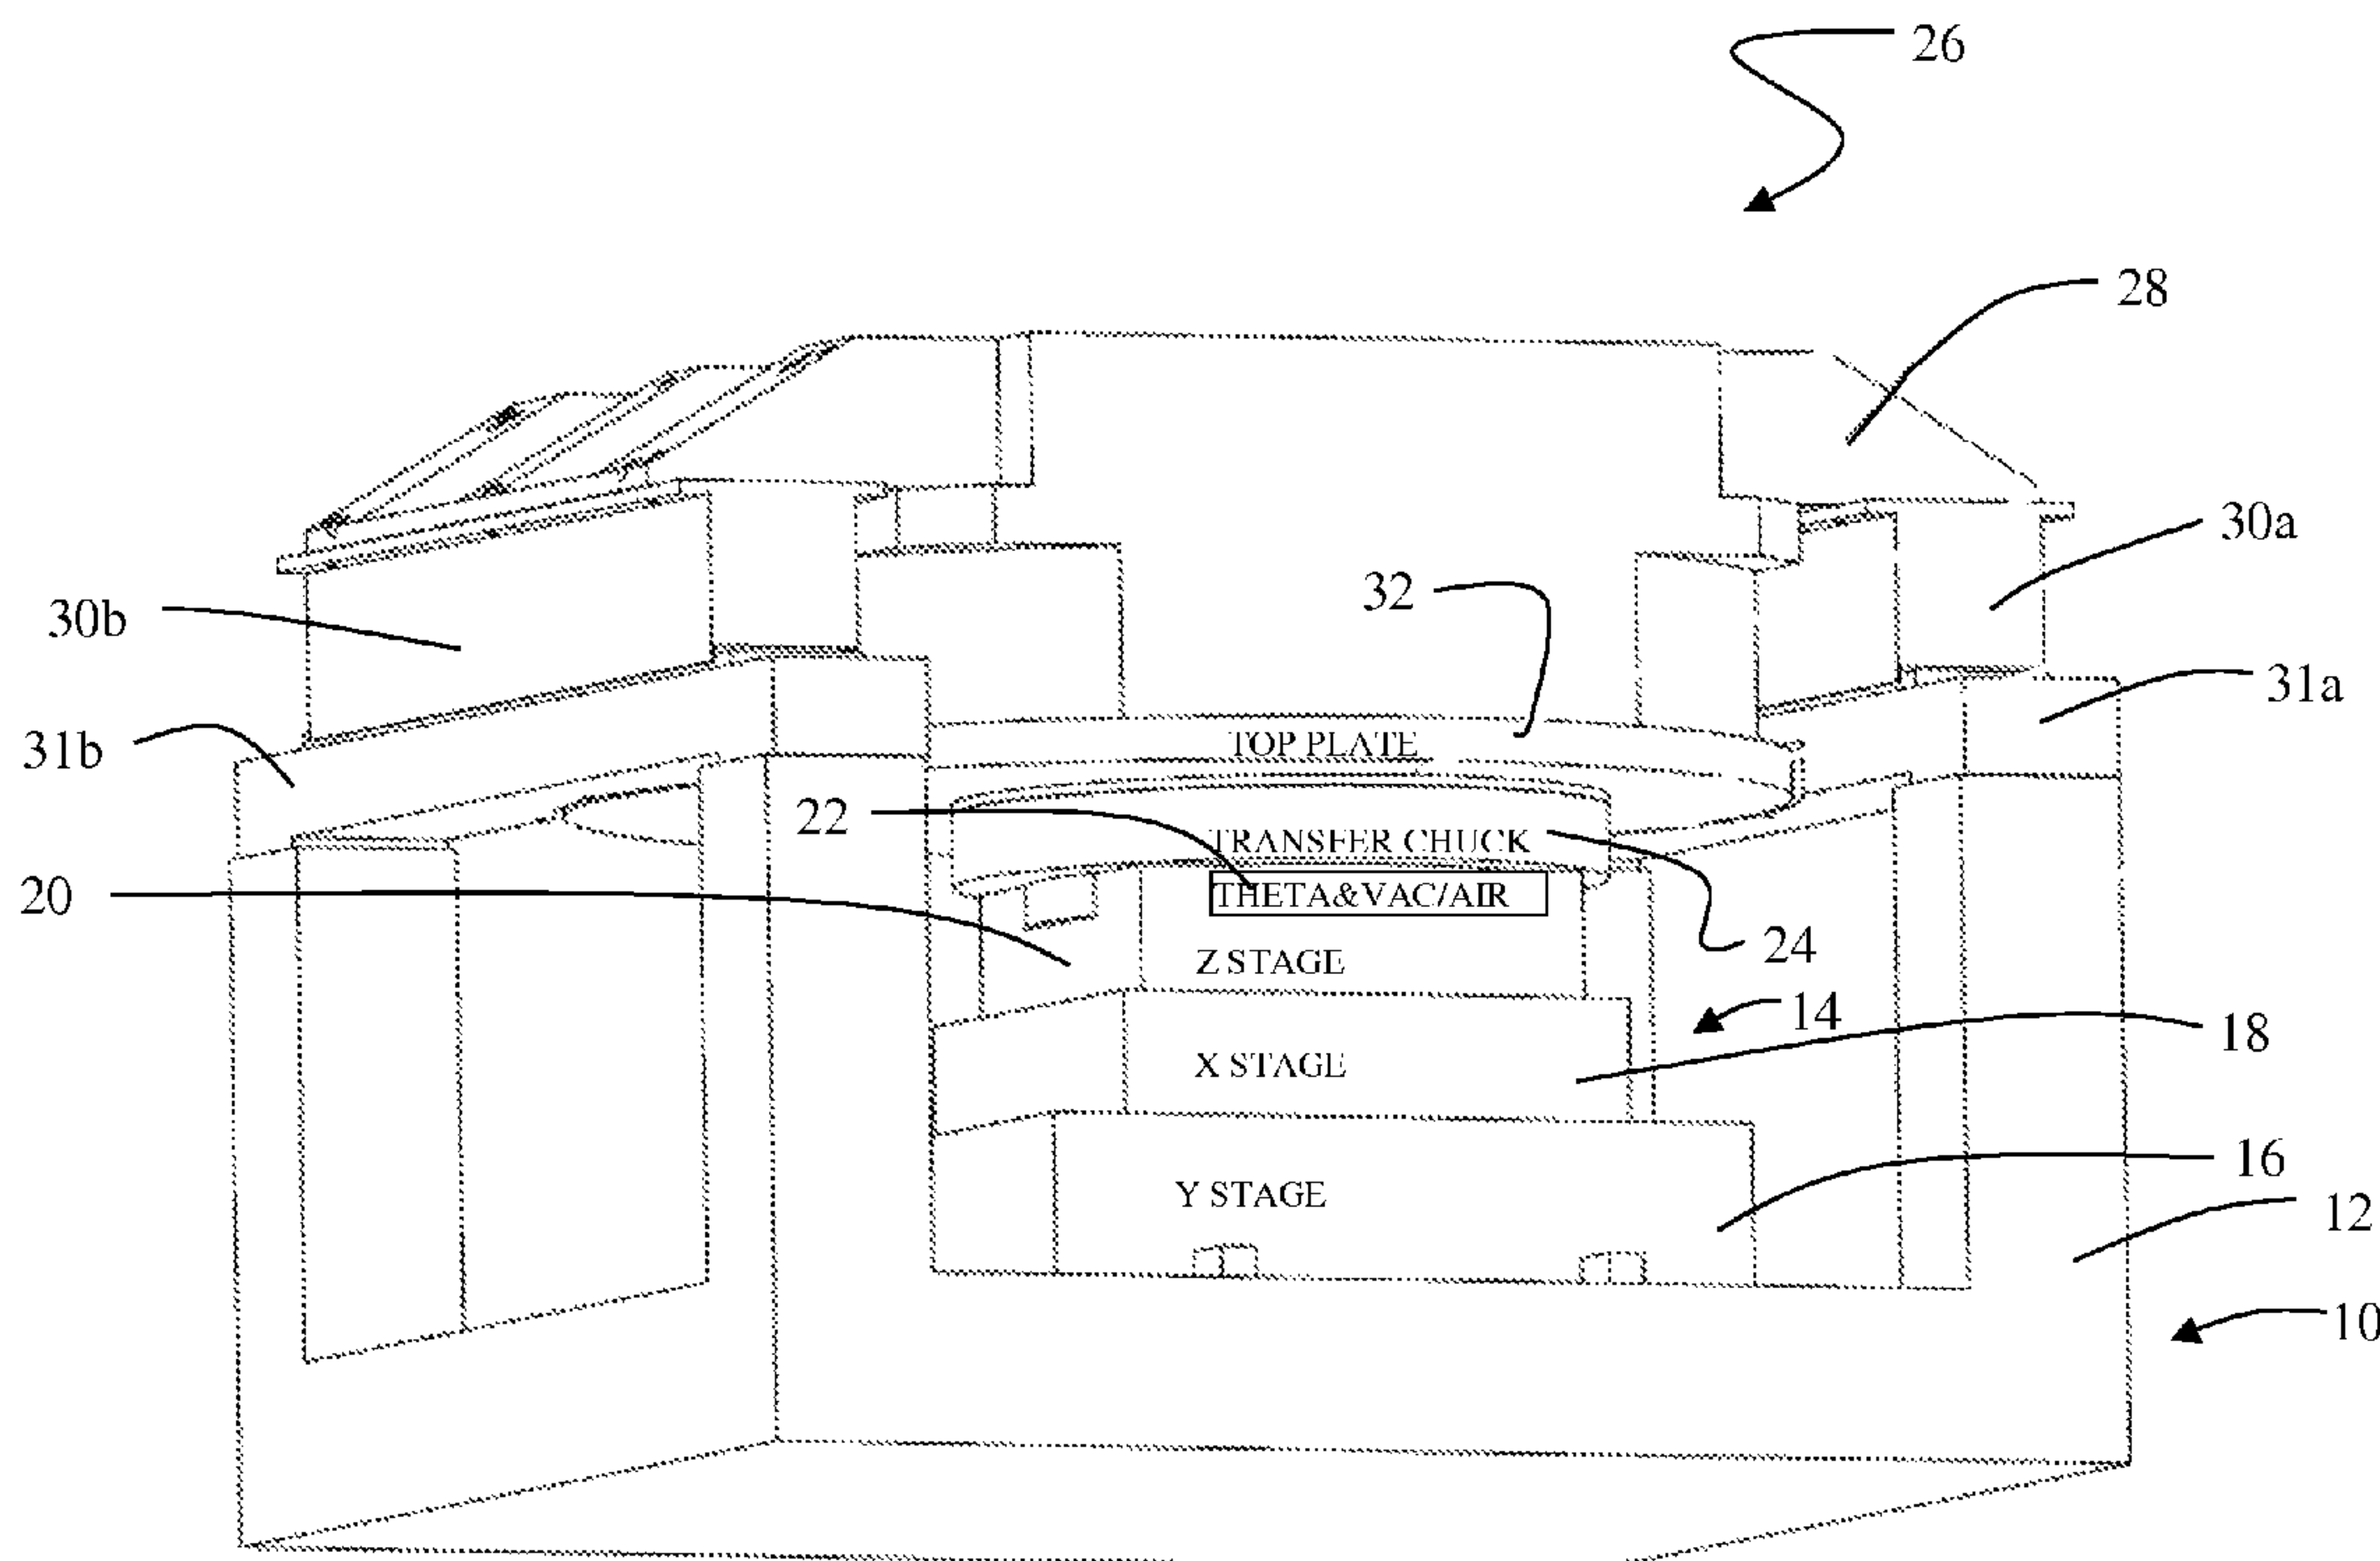 26
28
30a
32
30b
31a
TOP PLATE
31b
22
TRANSFER CHUCK
20
THETA&VAC/AIR
24
Z STAGE
14
18
X STAGE
16
Y STAGE
12
10